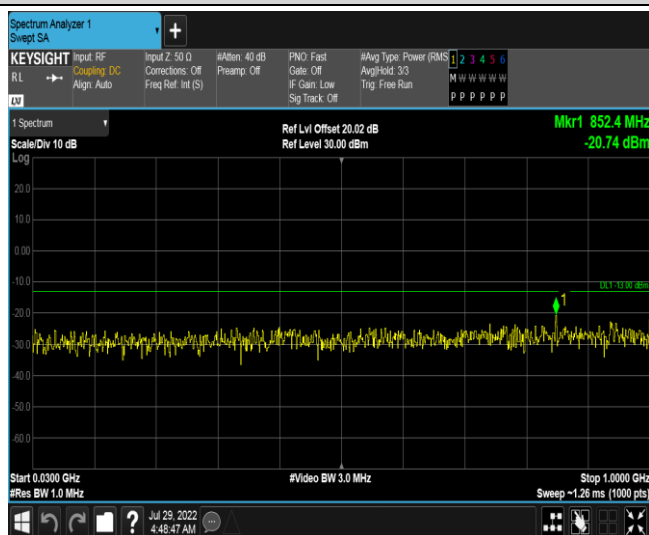 Spectrum Analyzer 1
Swept SA
+
KEYSIGHT
RL
LXI
Input: RF
Coupling: DC
Align: Auto
Input Z: 50 Ω
Corrections: Off
Freq Ref: Int (S)
#Atten: 40 dB
Preamp: Off
PNO: Fast
Gate: Off
IF Gain: Low
Sig Track: Off
#Avg Type: Power (RMS
Avg|Hold: 3/3
Trig: Free Run
1 2 3 4 5 6
M W W W W W
P P P P P P
1 Spectrum
Scale/Div 10 dB
Log
Ref Lvl Offset 20.02 dB
Ref Level 30.00 dBm
Mkr1 852.4 MHz
-20.74 dBm
20.0
10.0
0.00
-10.0
-20.0
-30.0
-40.0
-50.0
-60.0
DL1 -13.00 dBm
1
Start 0.0300 GHz
#Res BW 1.0 MHz
#Video BW 3.0 MHz
Stop 1.0000 GHz
Sweep ~1.26 ms (1000 pts)
?
Jul 29, 2022
4:48:47 AM